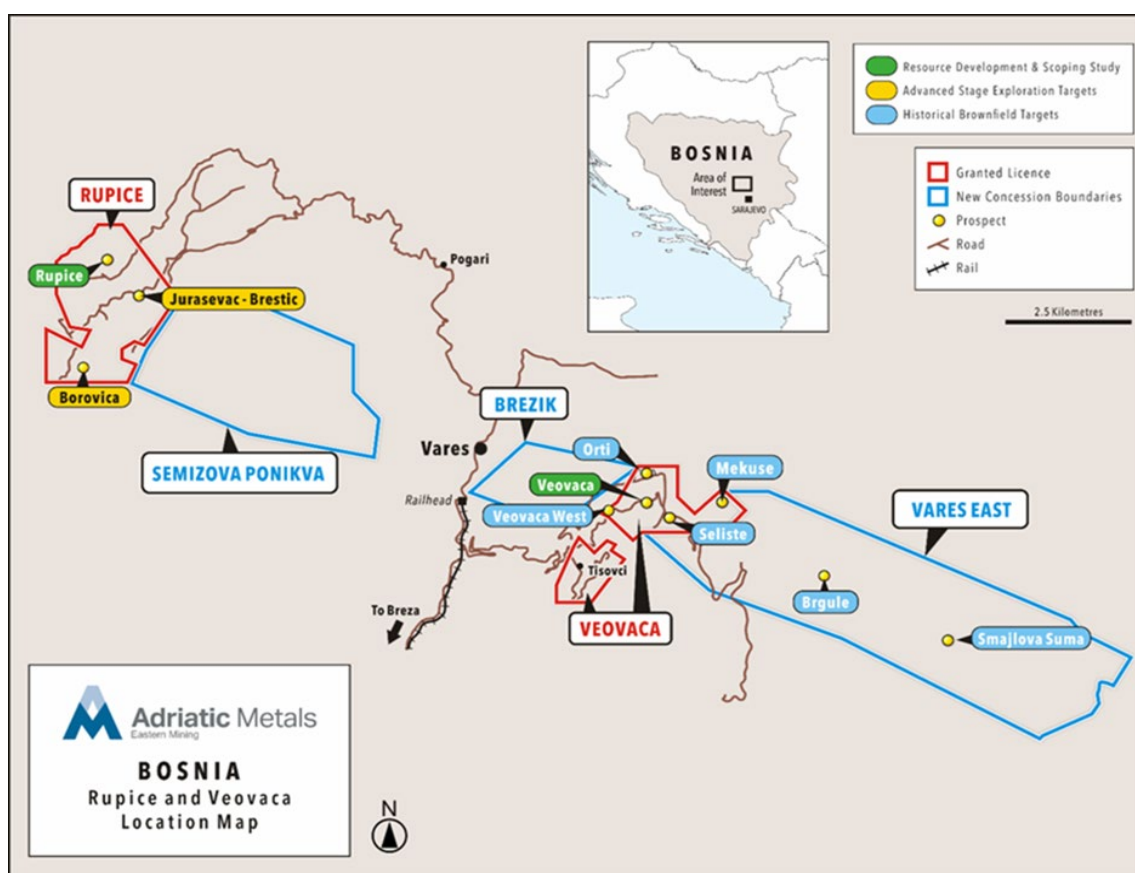 Resource Development & Scoping Study
Advanced Stage Exploration Targets
Historical Brownfield Targets
Granted Licence
New Concession Boundaries
Prospect
Road
Rail
2.5 Kilometres
BOSNIA
Area of
Interest
SARAJEVO
RUPICE
Rupice
Jurasevac - Brestic
Borovica
SEMIZOVA PONIKVA
Pogari
BREZIK
Vares
Orti
Mekuse
Veovaca
Railhead
Veovaca West
Seliste
VARES EAST
Tisovci
Brgule
To Breza
VEOVACA
Smajlova Suma
Adriatic Metals
Eastern Mining
BOSNIA
Rupice and Veovaca
Location Map
N